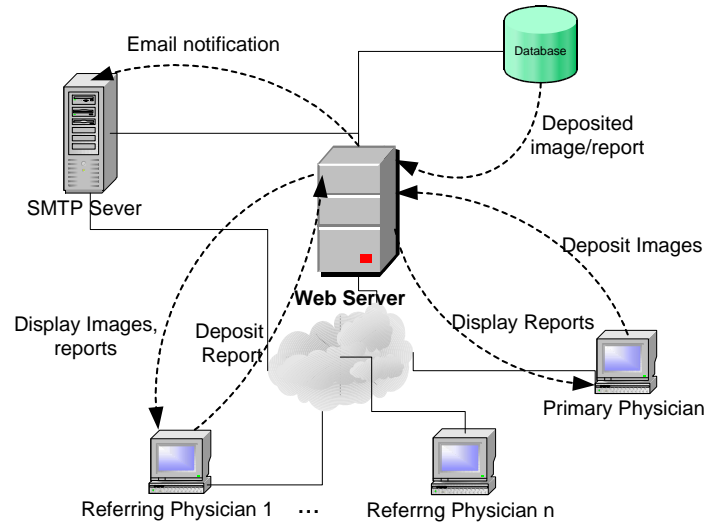 Email notification
Database
Deposited
image/report
SMTP Sever
Deposit Images
Web Server
Display Images,
reports
Deposit
Report
Display Reports
Primary Physician
Referring Physician 1
...
Referrng Physician n